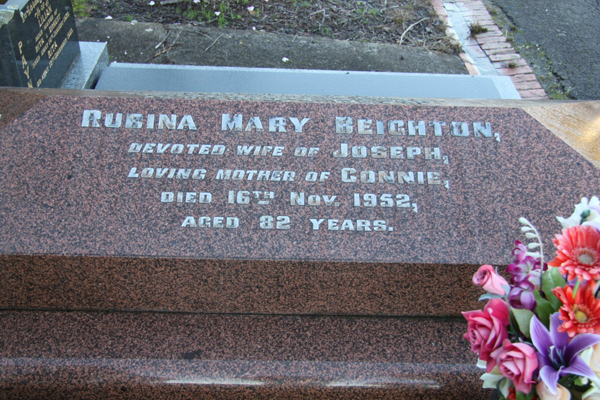 RUBINA MARY BEIGHTON,
DEVOTED WIFE OF JOSEPH,
LOVING MOTHER OF CONNIE,
DIED 16TH NOV. 1952,
AGED 82 YEARS.